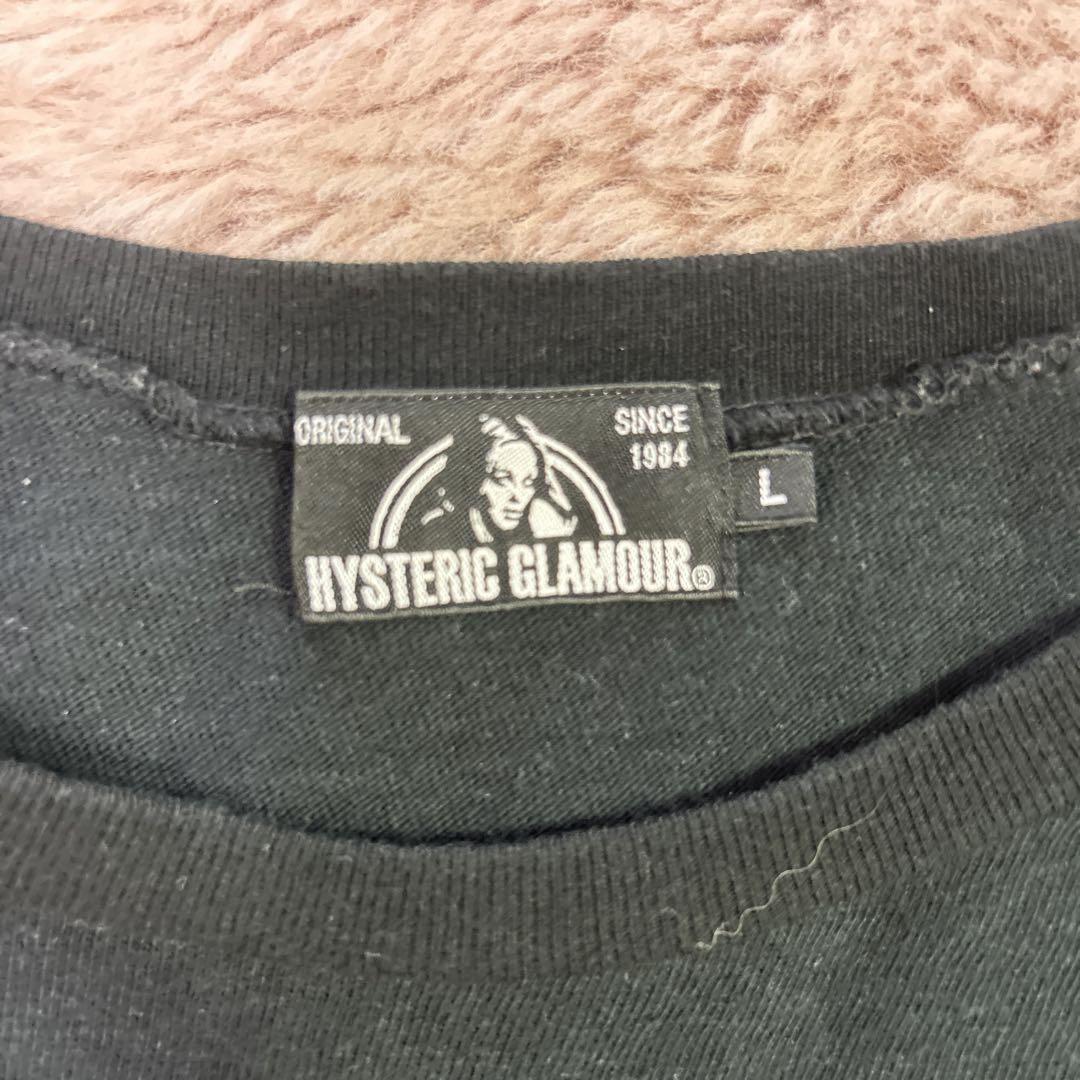 ORIGINAL
SINCE
1984
L
HYSTERIC GLAMOUR®